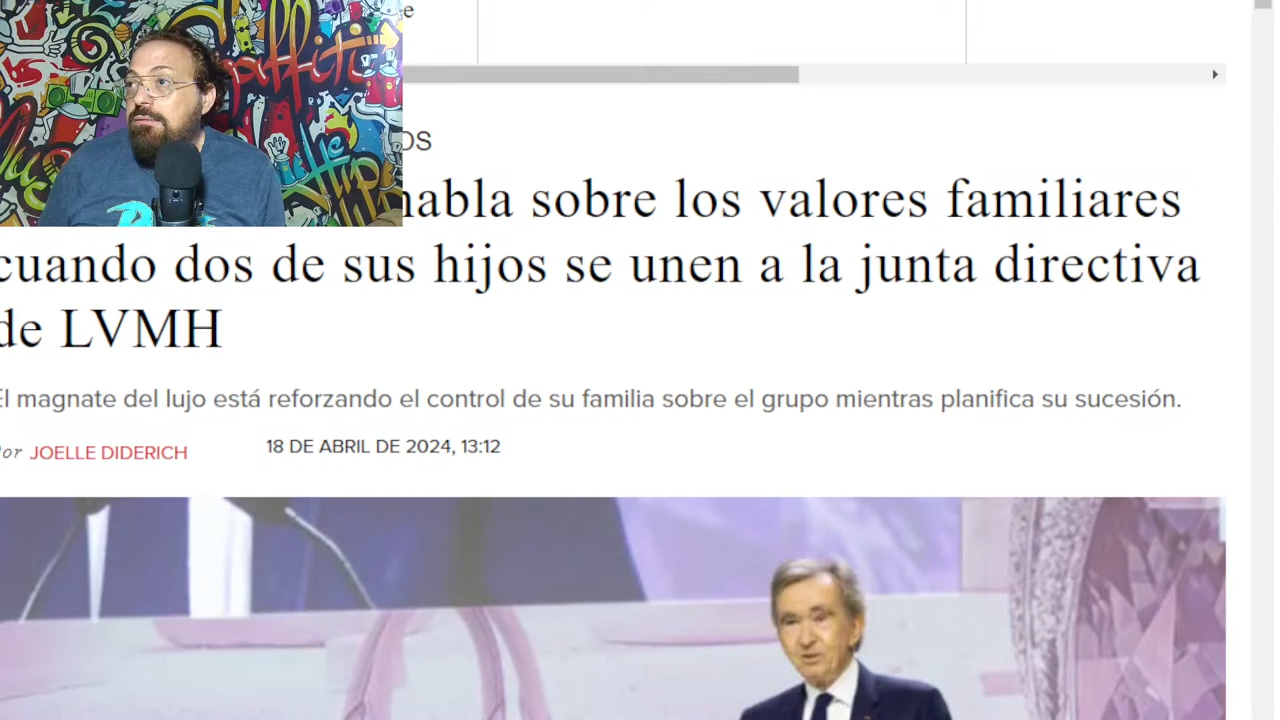 e
OS
habla sobre los valores familiares
cuando dos de sus hijos se unen a la junta directiva
de LVMH
El magnate del lujo está reforzando el control de su familia sobre el grupo mientras planifica su sucesión.
Por JOELLE DIDERICH
18 DE ABRIL DE 2024, 13:12